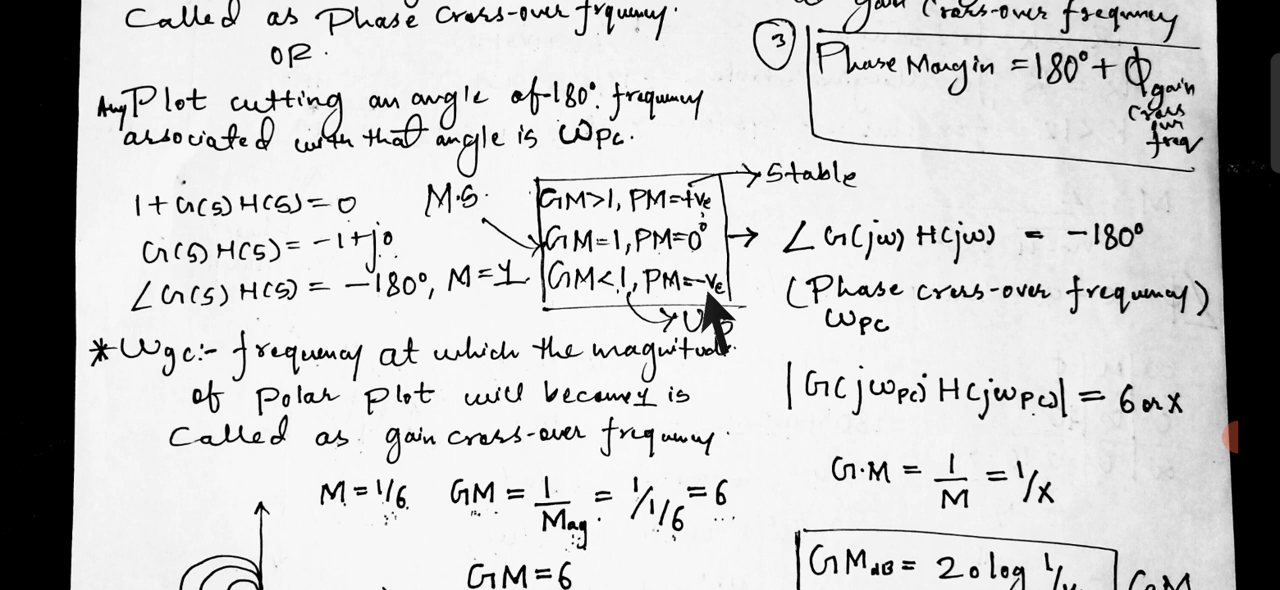 Called as Phase Cross-over frquency.
OR.
Any Plot cutting an angle of -180°. frequency
associated with that angle is ωpc.
gain Cross-over frequency
3
Phase Margin = 180° + Φ gain cross our freq
1+G(s)H(s)=0
G(s)H(s) = -1+j0
∠G(s)H(s) = -180°, M=1
M.S.
GM>1, PM=+ve
GM=1, PM=0°
GM<1, PM=-ve
Stable
∠G(jω) H(jω) = -180°
(Phase cross-over frequency)
ωpc
*ωgc:- frequency at which the magnitude
of Polar Plot will become 1 is
Called as gain cross-over frequency.
|G(jωpc) H(jωpc)| = 6 or X
M=1/6 GM = 1/Mag. = 1/1/6 = 6
GM=6
G.M = 1/M = 1/X
GMdB = 20log 1/
GM